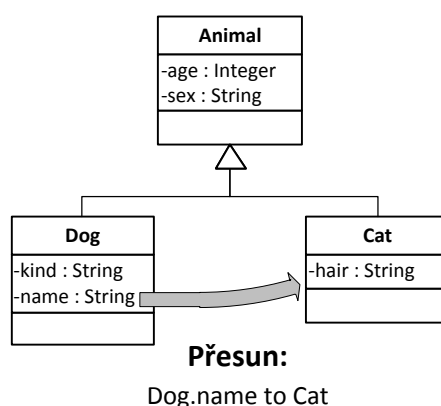 Animal
-age : Integer
-sex : String
Dog
-kind : String
-name : String
Cat
-hair : String
Přesun:
Dog.name to Cat